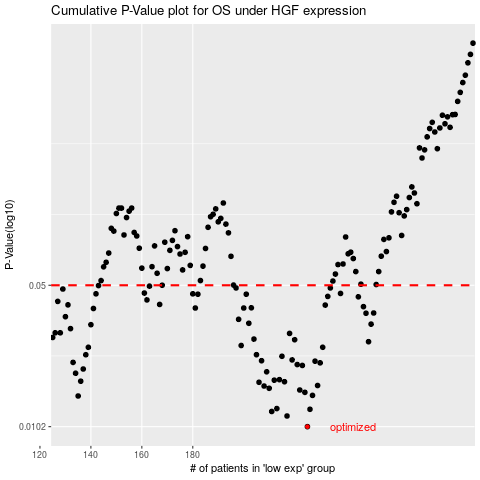 Cumulative P-Value plot for OS under HGF expression
P-Value(log10)
0.05
0.0102
optimized
120 140 160 180
# of patients in 'low exp' group